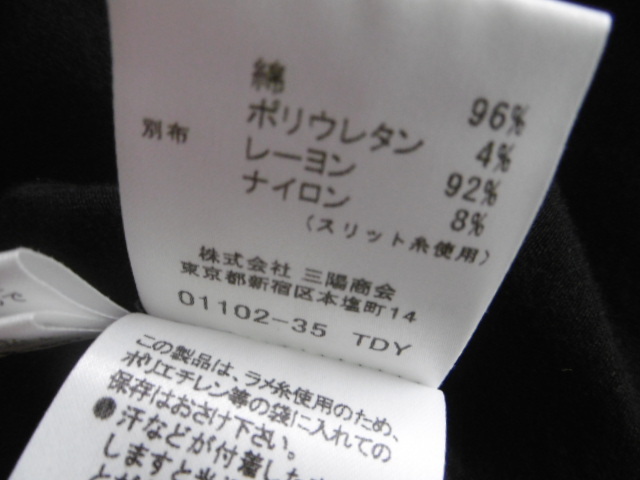 綿 96%
ポリウレタン 4%
別布 レーヨン 92%
ナイロン 8%
(スリット糸使用)
株式会社 三陽商会
東京都新宿区本塩町14
01102-35 TDY
この製品は、ラメ糸使用のため、
ポリエチレン等の袋に入れての
保存はおさけ下さい。
●汗などが付着した
しますと